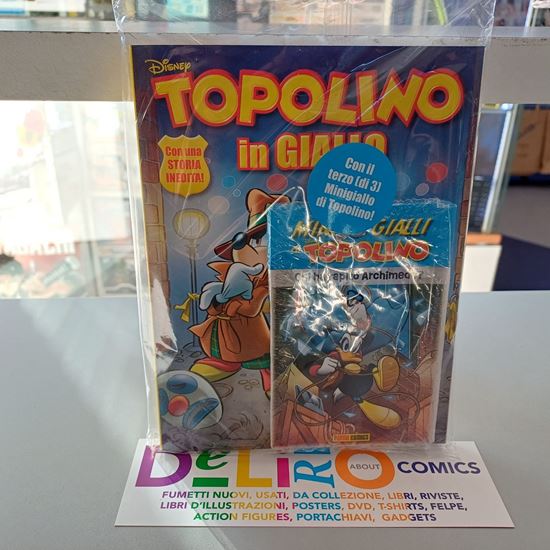 Disney
TOPOLINO
in GIALLO
Con una
STORIA
INEDITA!
Con il
terzo (di 3)
Minigiallo
di Topolino!
GIALLI
TOPOLINO
Archimede?
PANINI COMICS
DeLiRIO
ABOUT
COMICS
FUMETTI NUOVI, USATI, DA COLLEZIONE, LIBRI, RIVISTE,
LIBRI D'ILLUSTRAZIONI, POSTERS, DVD, T-SHIRTS, FELPE,
ACTION FIGURES, PORTACHIAVI, GADGETS